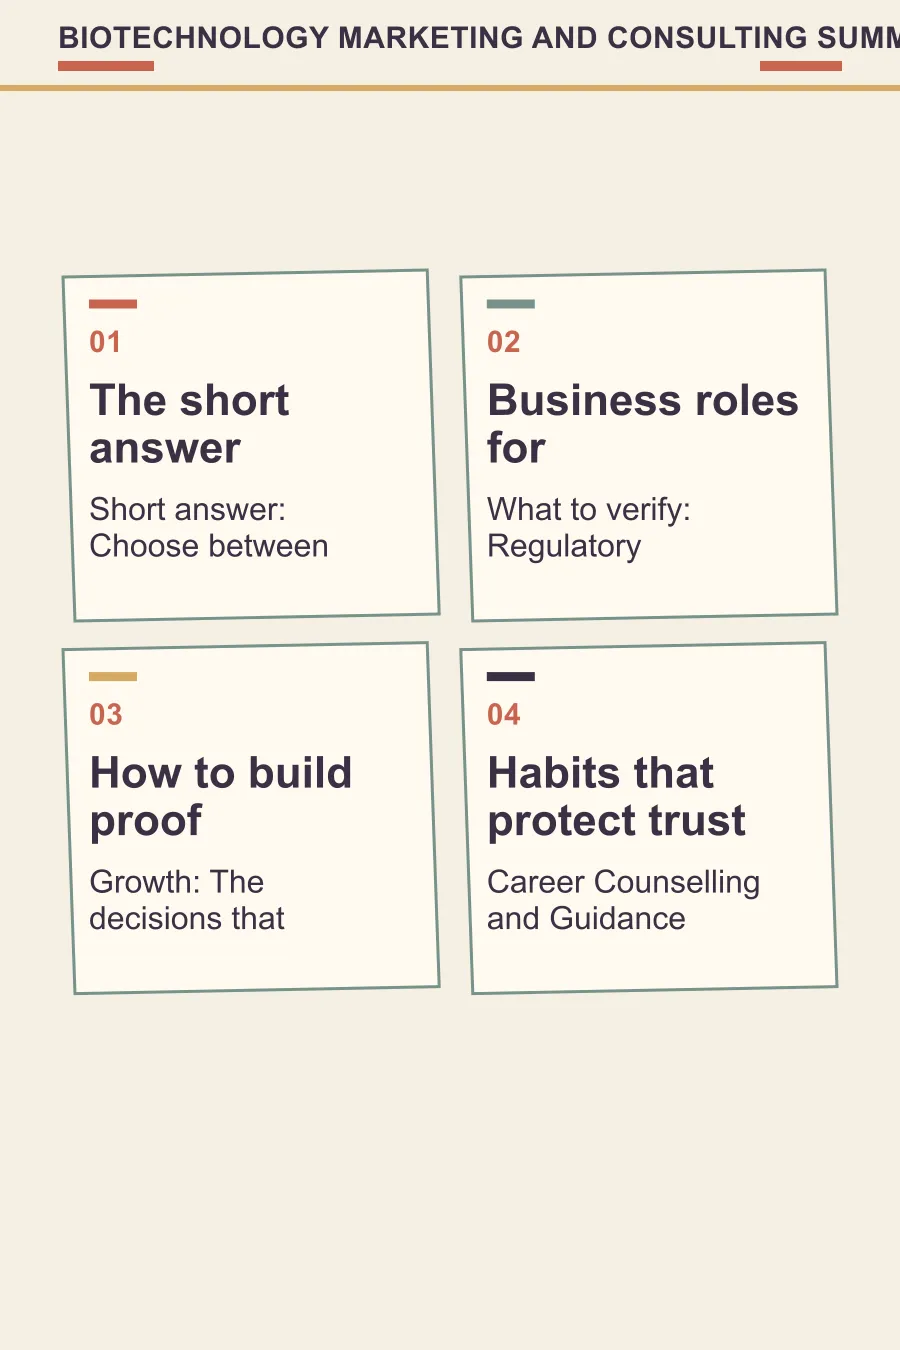 BIOTECHNOLOGY MARKETING AND CONSULTING
01
The short
answer
Short answer:
Choose between
02
Business roles
for
What to verify:
Regulatory
03
How to build
proof
Growth: The
decisions that
04
Habits that
protect trust
Career Counselling
and Guidance